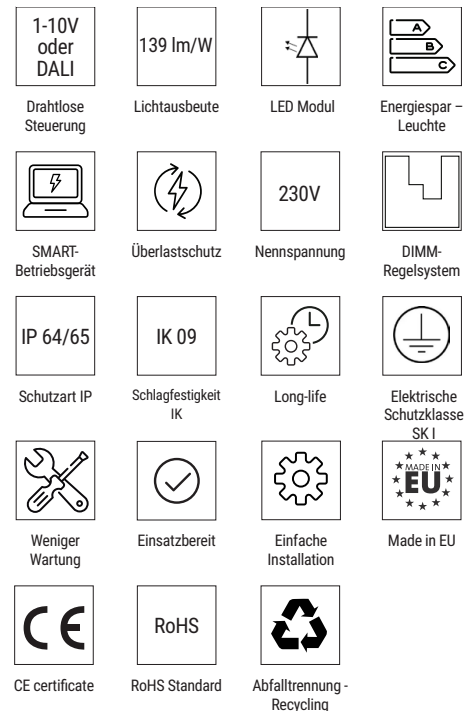 1-10V
oder
DALI
Drahtlose
Steuerung
139 lm/W
Lichtausbeute
LED Modul
A
B
C
Energiespar –
Leuchte
SMART-
Betriebsgerät
Überlastschutz
230V
Nennspannung
DIMM-
Regelsystem
IP 64/65
Schutzart IP
IK 09
Schlagfestigkeit
IK
Long-life
Elektrische
Schutzklasse
SK I
Weniger
Wartung
Einsatzbereit
Einfache
Installation
MADE IN
EU
Made in EU
CE
CE certificate
RoHS
RoHS Standard
Abfalltrennung -
Recycling